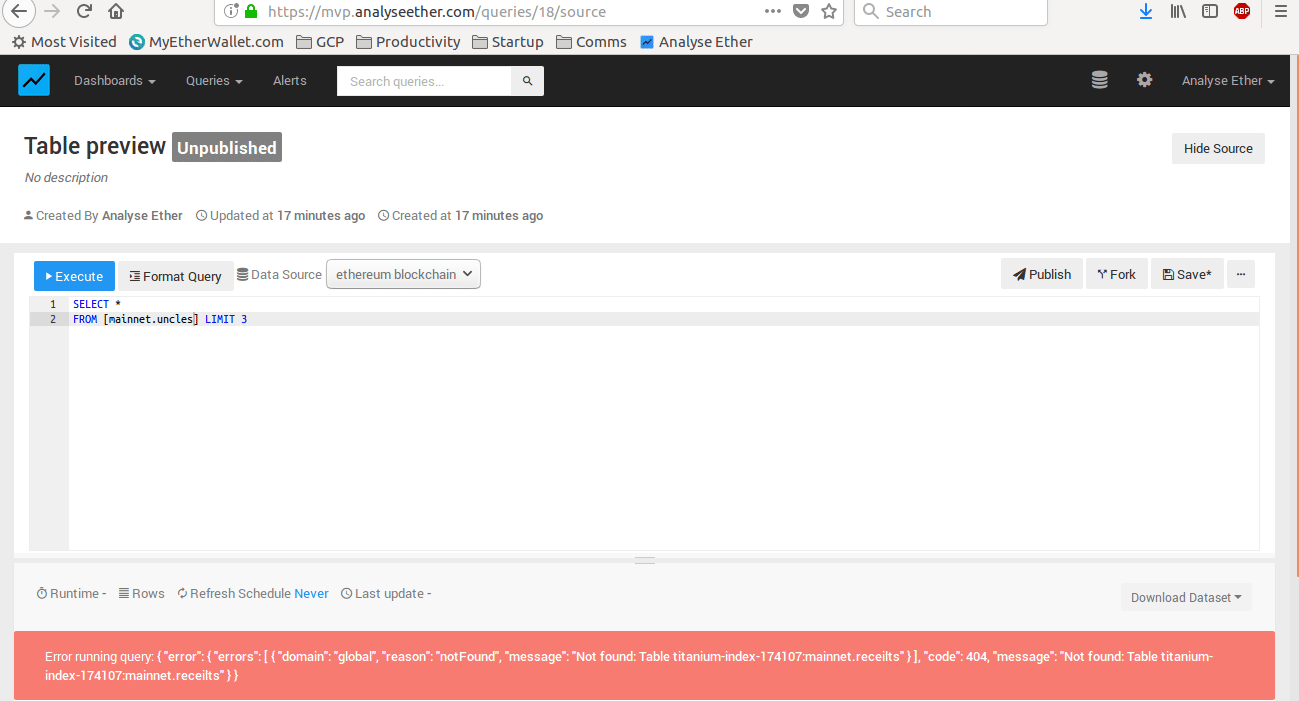 https://mvp.analyseether.com/queries/18/source
Search
ABP
Most Visited MyEtherWallet.com GCP Productivity Startup Comms Analyse Ether
Dashboards Queries Alerts Search queries... Analyse Ether
Table preview Unpublished
Hide Source
No description
Created By Analyse Ether Updated at 17 minutes ago Created at 17 minutes ago
Execute Format Query Data Source ethereum blockchain Publish Fork Save* ...
1 SELECT *
2 FROM [mainnet.uncles] LIMIT 3
Runtime - Rows Refresh Schedule Never Last update -
Download Dataset
Error running query: { "error": { "errors": [ { "domain": "global", "reason": "notFound", "message": "Not found: Table titanium-index-174107:mainnet.receilts" } ], "code": 404, "message": "Not found: Table titanium-
index-174107:mainnet.receilts" } }